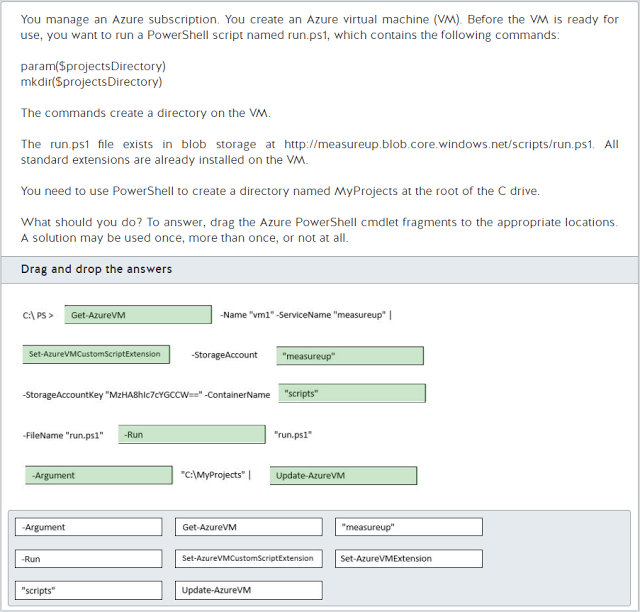 You manage an Azure subscription. You create an Azure virtual machine (VM). Before the VM is ready for
use, you want to run a PowerShell script named run.ps1, which contains the following commands:
param($projectsDirectory)
mkdir($projectsDirectory)
The commands create a directory on the VM.
The run.ps1 file exists in blob storage at http://measureup.blob.core.windows.net/scripts/run.ps1. All
standard extensions are already installed on the VM.
You need to use PowerShell to create a directory named MyProjects at the root of the C drive.
What should you do? To answer, drag the Azure PowerShell cmdlet fragments to the appropriate locations.
A solution may be used once, more than once, or not at all.
Drag and drop the answers
C:\ PS > Get-AzureVM -Name "vm1" -ServiceName "measureup" |
Set-AzureVMCustomScriptExtension -StorageAccount "measureup"
-StorageAccountKey "MzHA8hIc7cYGCCW==" -ContainerName "scripts"
-FileName "run.ps1" -Run "run.ps1"
-Argument "C:\MyProjects" | Update-AzureVM
-Argument Get-AzureVM "measureup"
-Run Set-AzureVMCustomScriptExtension Set-AzureVMExtension
"scripts" Update-AzureVM